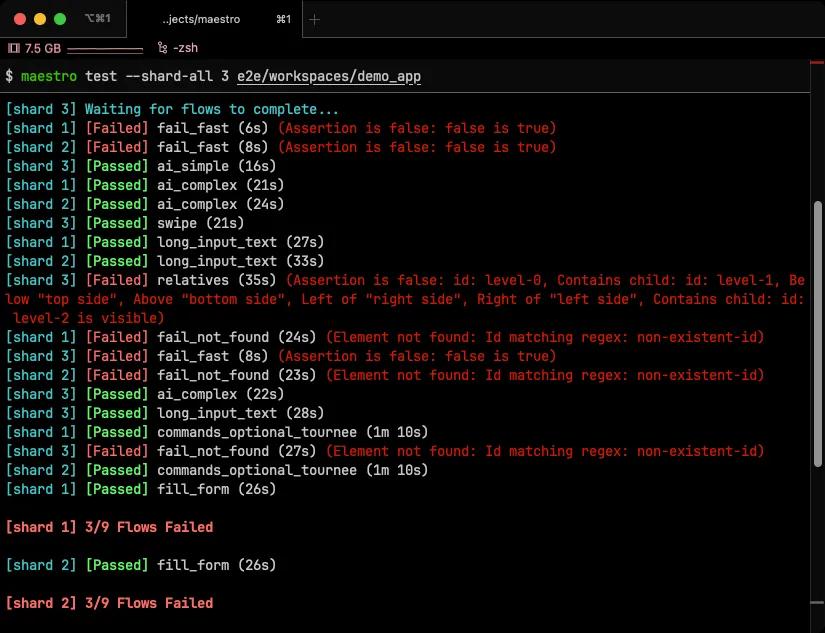 ⌥⌘1
..jects/maestro
⌘1
7.5 GB
-zsh
$ maestro test --shard-all 3 e2e/workspaces/demo_app
[shard 3] Waiting for flows to complete...
[shard 1] [Failed] fail_fast (6s) (Assertion is false: false is true)
[shard 2] [Failed] fail_fast (8s) (Assertion is false: false is true)
[shard 3] [Passed] ai_simple (16s)
[shard 1] [Passed] ai_complex (21s)
[shard 2] [Passed] ai_complex (24s)
[shard 3] [Passed] swipe (21s)
[shard 1] [Passed] long_input_text (27s)
[shard 2] [Passed] long_input_text (33s)
[shard 3] [Failed] relatives (35s) (Assertion is false: id: level-0, Contains child: id: level-1, Be
low "top side", Above "bottom side", Left of "right side", Right of "left side", Contains child: id:
level-2 is visible)
[shard 1] [Failed] fail_not_found (24s) (Element not found: Id matching regex: non-existent-id)
[shard 3] [Failed] fail_fast (8s) (Assertion is false: false is true)
[shard 2] [Failed] fail_not_found (23s) (Element not found: Id matching regex: non-existent-id)
[shard 3] [Passed] ai_complex (22s)
[shard 3] [Passed] long_input_text (28s)
[shard 1] [Passed] commands_optional_tournee (1m 10s)
[shard 3] [Failed] fail_not_found (27s) (Element not found: Id matching regex: non-existent-id)
[shard 2] [Passed] commands_optional_tournee (1m 10s)
[shard 1] [Passed] fill_form (26s)
[shard 1] 3/9 Flows Failed
[shard 2] [Passed] fill_form (26s)
[shard 2] 3/9 Flows Failed